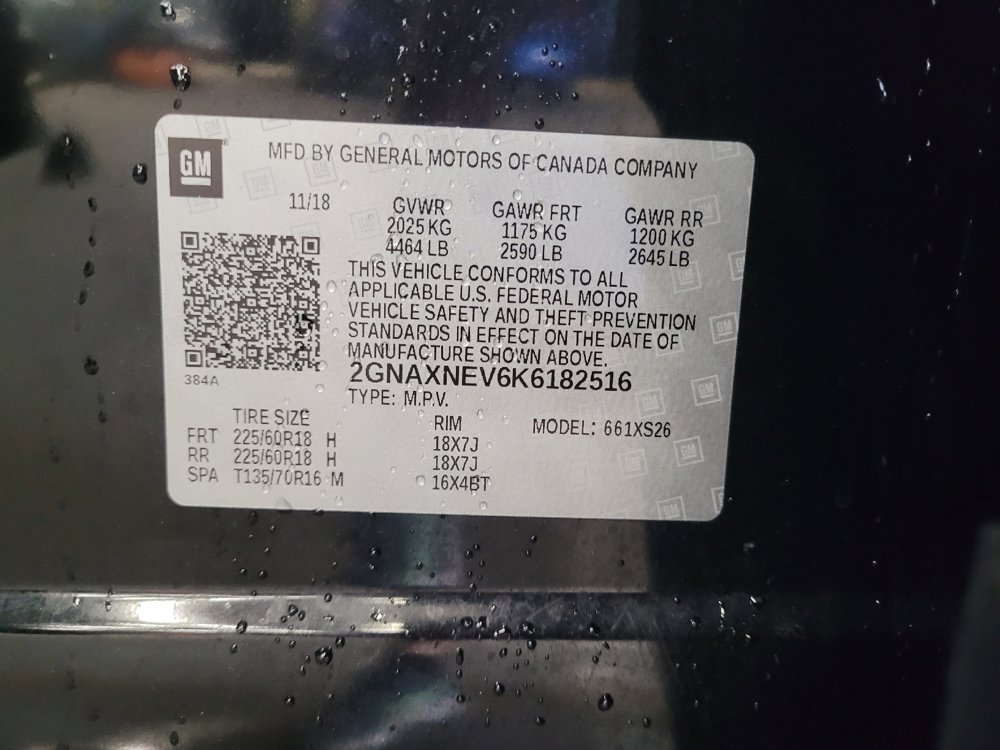 GM
MFD BY GENERAL MOTORS OF CANADA COMPANY
11/18
GVWR GAWR FRT GAWR RR
2025 KG 1175 KG 1200 KG
4464 LB 2590 LB 2645 LB
THIS VEHICLE CONFORMS TO ALL
APPLICABLE U.S. FEDERAL MOTOR
VEHICLE SAFETY AND THEFT PREVENTION
STANDARDS IN EFFECT ON THE DATE OF
MANUFACTURE SHOWN ABOVE.
2GNAXNEV6K6182516
384A
TYPE: M.P.V.
TIRE SIZE RIM MODEL: 661XS26
FRT 225/60R18 H 18X7J
RR 225/60R18 H 18X7J
SPA T135/70R16 M 16X4BT